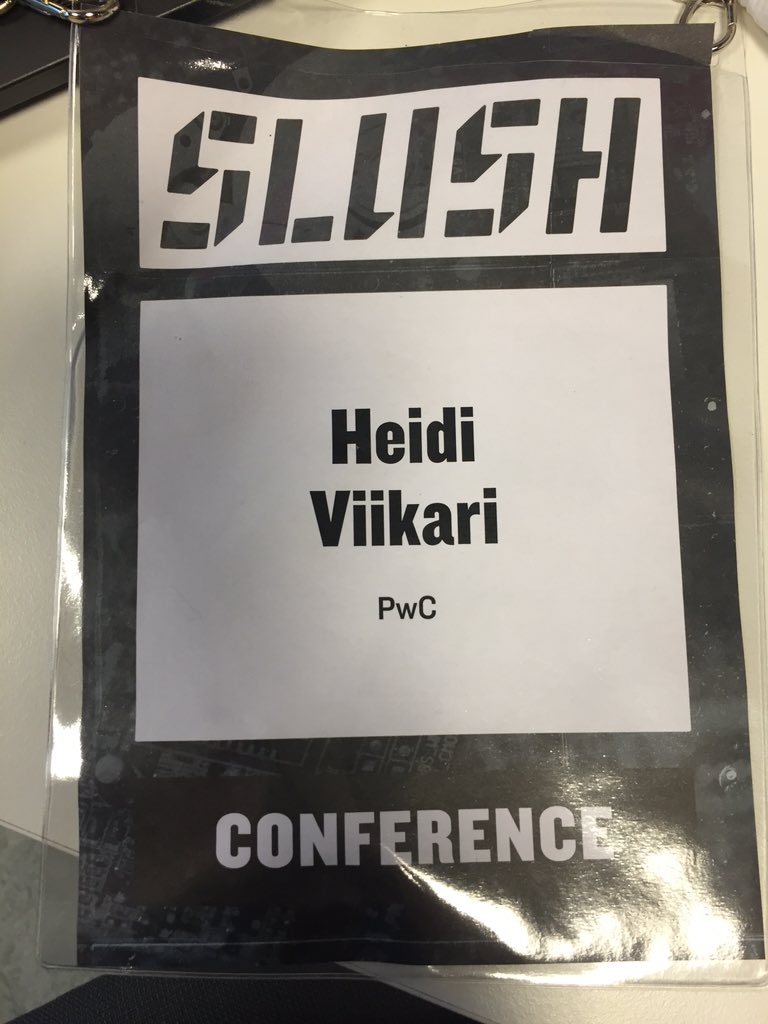 SLUSH
Heidi
Viikari
PwC
CONFERENCE